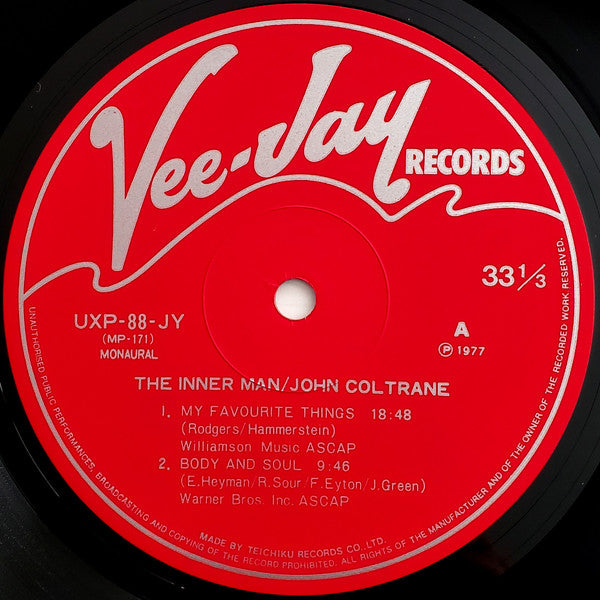 Vee-Jay
RECORDS
33 1/3
UXP-88-JY
(MP-171)
MONAURAL
A
Ⓟ 1977
THE INNER MAN/JOHN COLTRANE
1. MY FAVOURITE THINGS 18:48
(Rodgers/Hammerstein)
Williamson Music ASCAP
2. BODY AND SOUL 9:46
(E.Heyman/R.Sour/F.Eyton/J.Green)
Warner Bros. Inc. ASCAP
MADE BY TEICHIKU RECORDS CO.,LTD.
UNAUTHORISED PUBLIC PERFORMANCES, BROADCASTING AND COPYING OF THE RECORD PROHIBITED. ALL RIGHTS OF THE MANUFACTURER AND OF THE OWNER OF THE RECORDED WORK RESERVED.